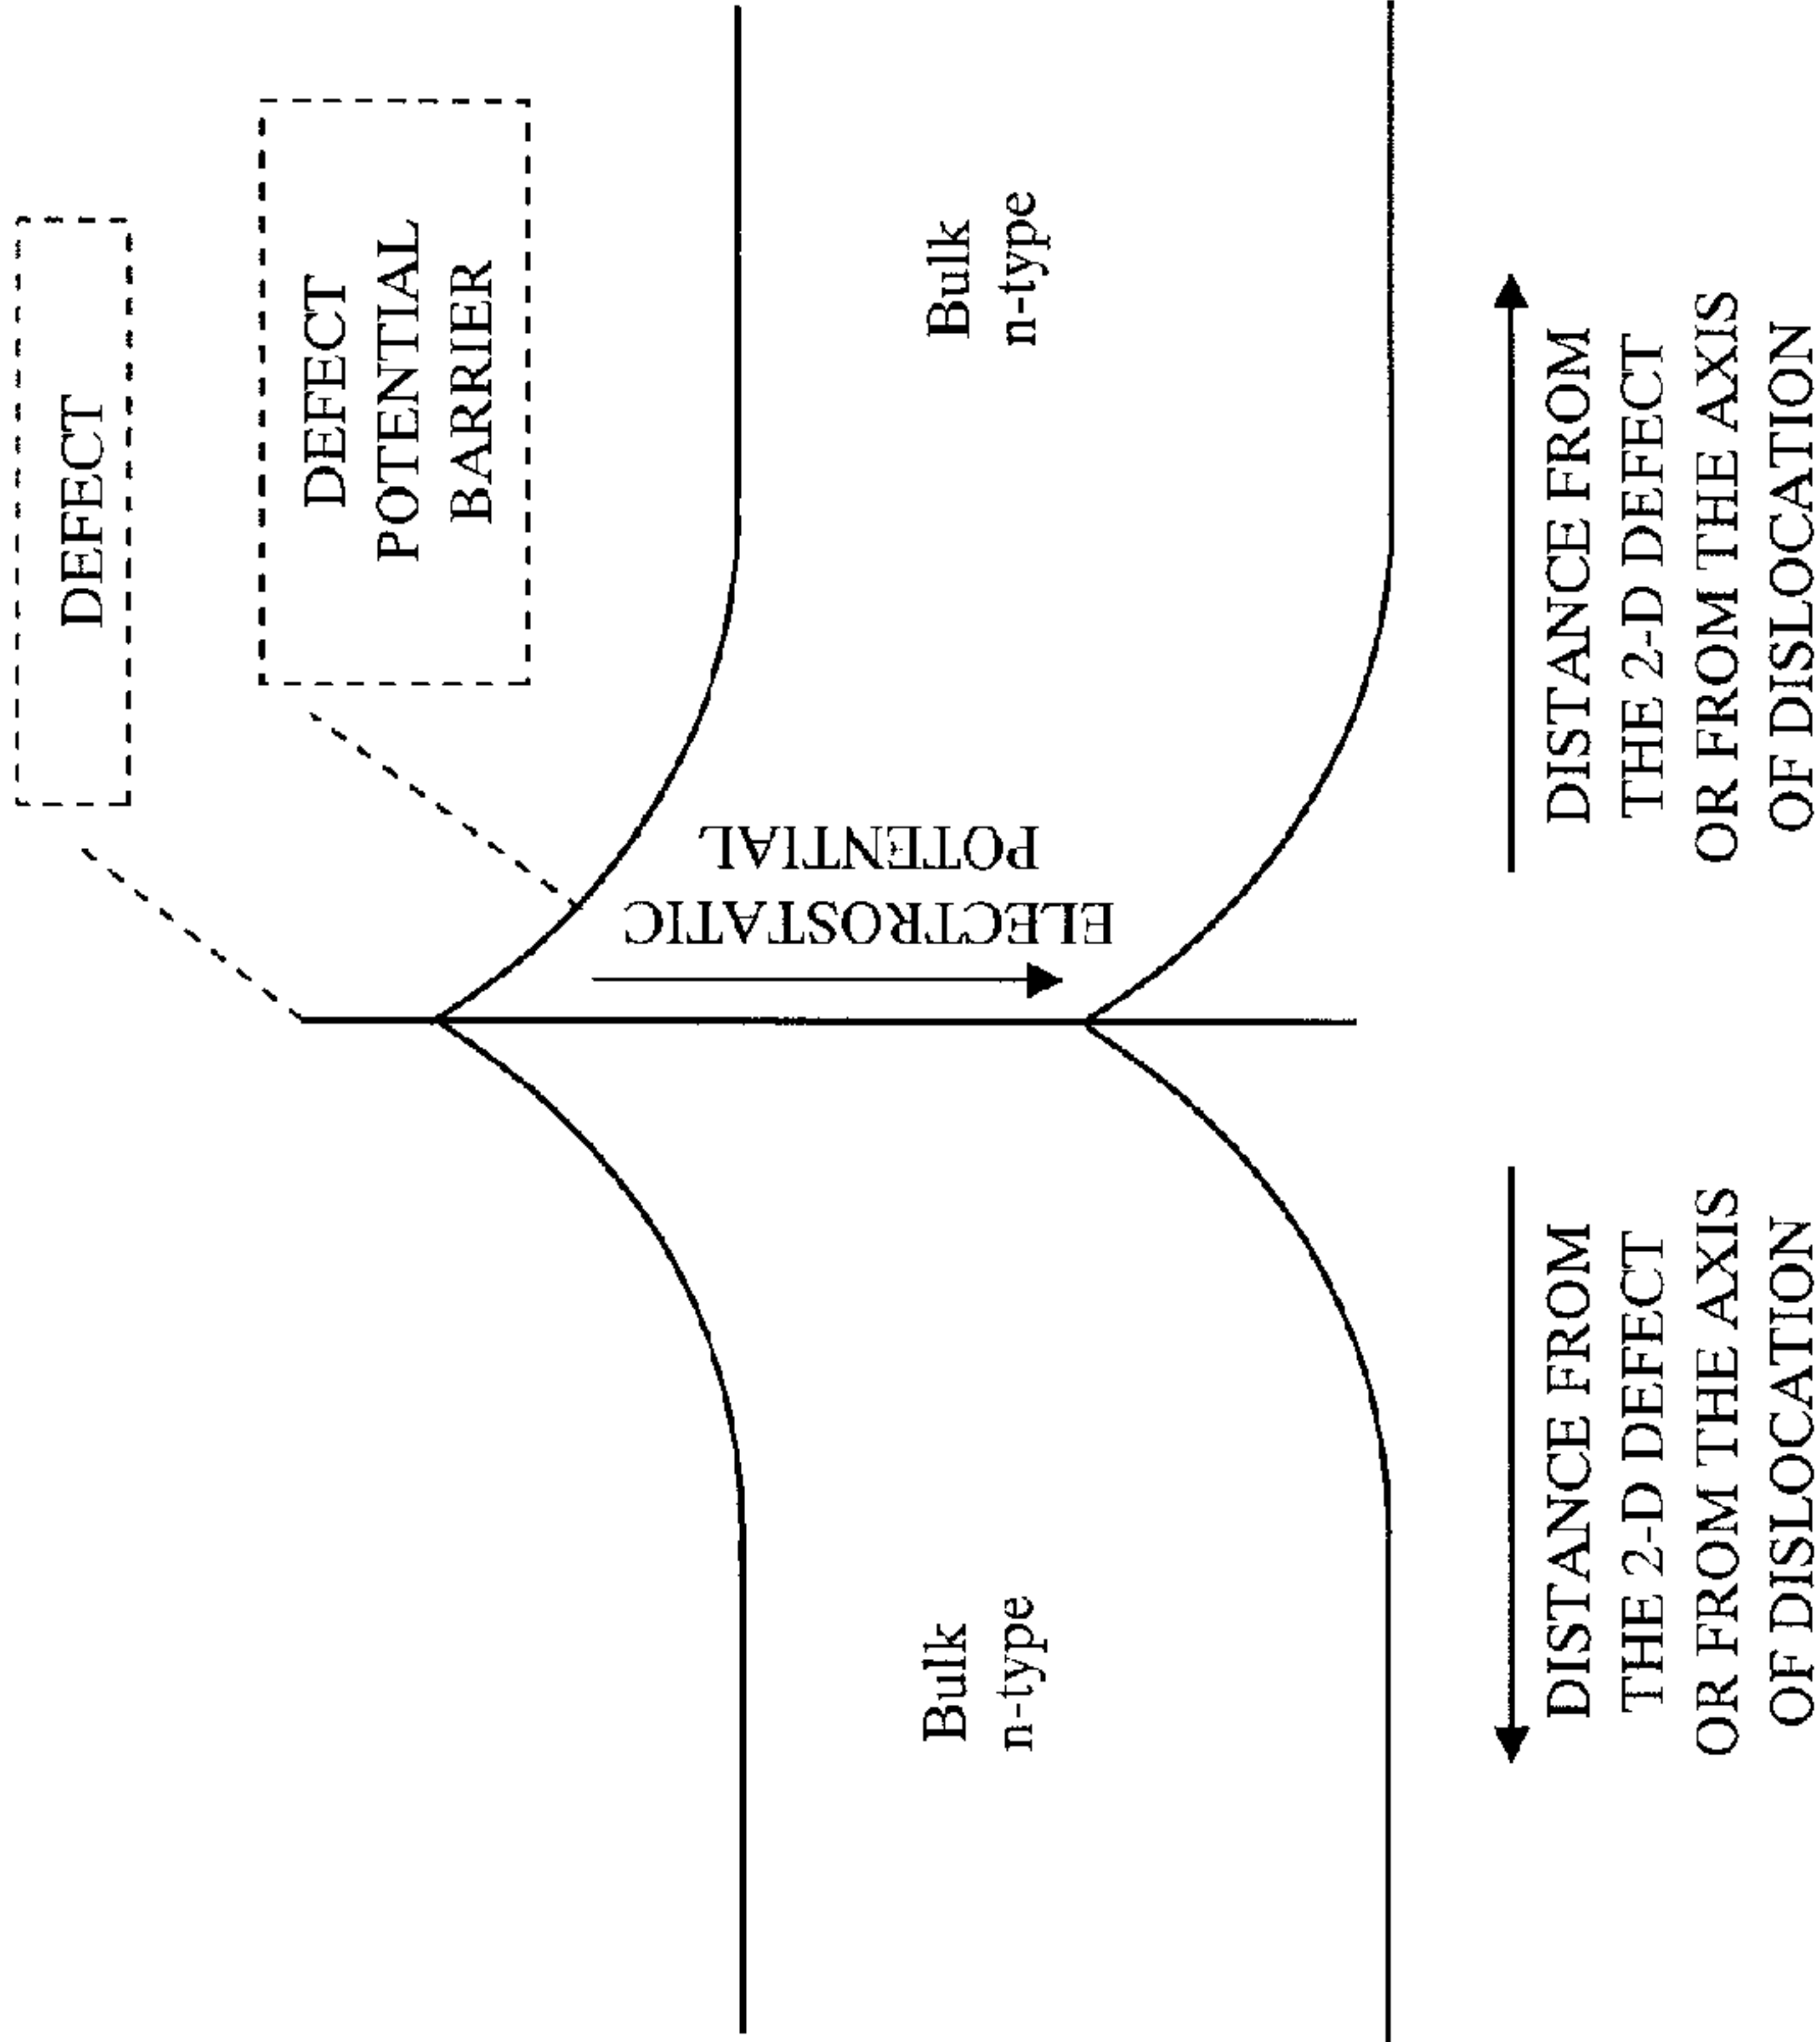 DEFECT
DEFECT
POTENTIAL
BARRIER
ELECTROSTATIC
POTENTIAL
Bulk
n-type
Bulk
n-type
DISTANCE FROM
THE 2-D DEFECT
OR FROM THE AXIS
OF DISLOCATION
DISTANCE FROM
THE 2-D DEFECT
OR FROM THE AXIS
OF DISLOCATION